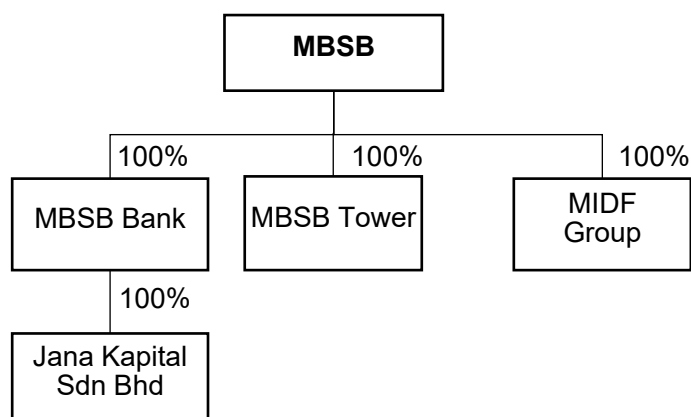 MBSB
100%
100%
100%
MBSB Bank
MBSB Tower
MIDF
Group
100%
Jana Kapital
Sdn Bhd